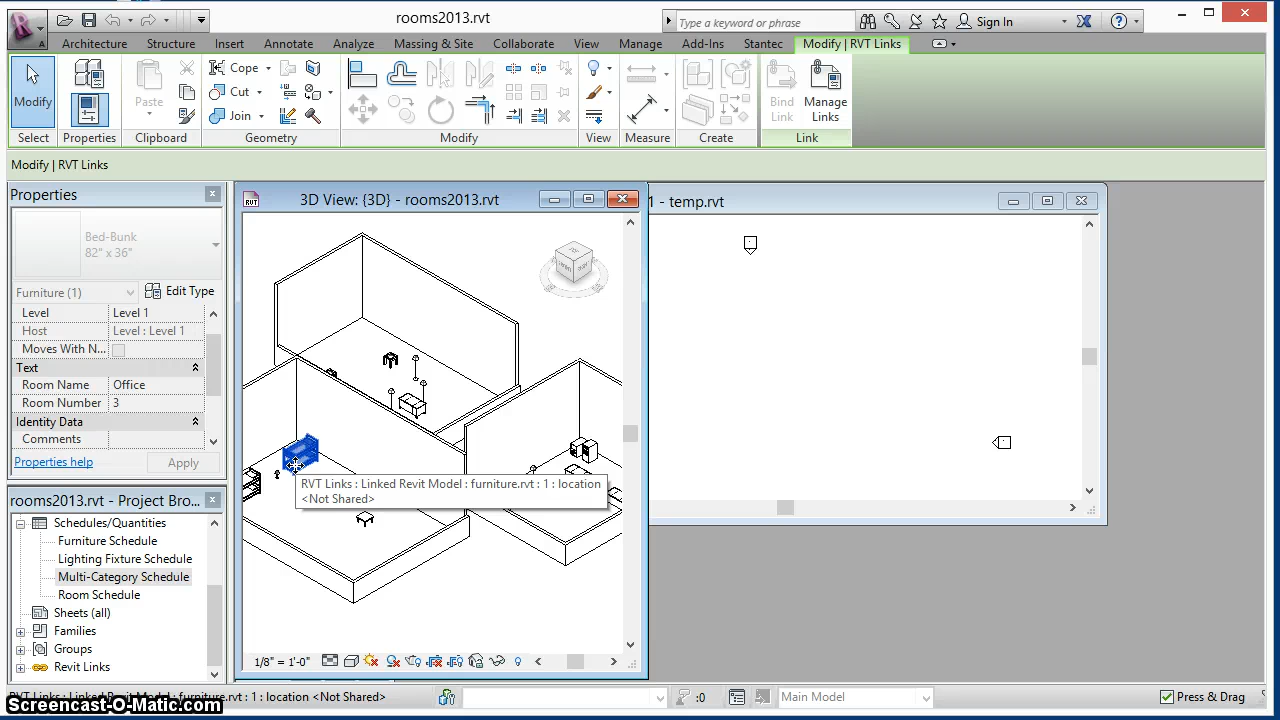 rooms2013.rvt
Type a keyword or phrase
Sign In
Architecture
Structure
Insert
Annotate
Analyze
Massing & Site
Collaborate
View
Manage
Add-Ins
Stantec
Modify | RVT Links
Modify
Properties
Paste
Cope
Cut
Join
Bind
Link
Manage
Links
Select
Properties
Clipboard
Geometry
Modify
View
Measure
Create
Link
Modify | RVT Links
Properties
Bed-Bunk
82" x 36"
Furniture (1)
Edit Type
Level
Level 1
Host
Level : Level 1
Moves With N...
Text
Room Name
Office
Room Number
3
Identity Data
Comments
Properties help
Apply
rooms2013.rvt - Project Bro...
Schedules/Quantities
Furniture Schedule
Lighting Fixture Schedule
Multi-Category Schedule
Room Schedule
Sheets (all)
Families
Groups
Revit Links
RVT
3D View: {3D} - rooms2013.rvt
1 - temp.rvt
RVT Links : Linked Revit Model : furniture.rvt : 1 : location
<Not Shared>
1/8" = 1'-0"
RVT Links : Linked Revit Model : furniture.rvt : 1 : location <Not Shared>
:0
Main Model
Press & Drag
Screencast-O-Matic.com